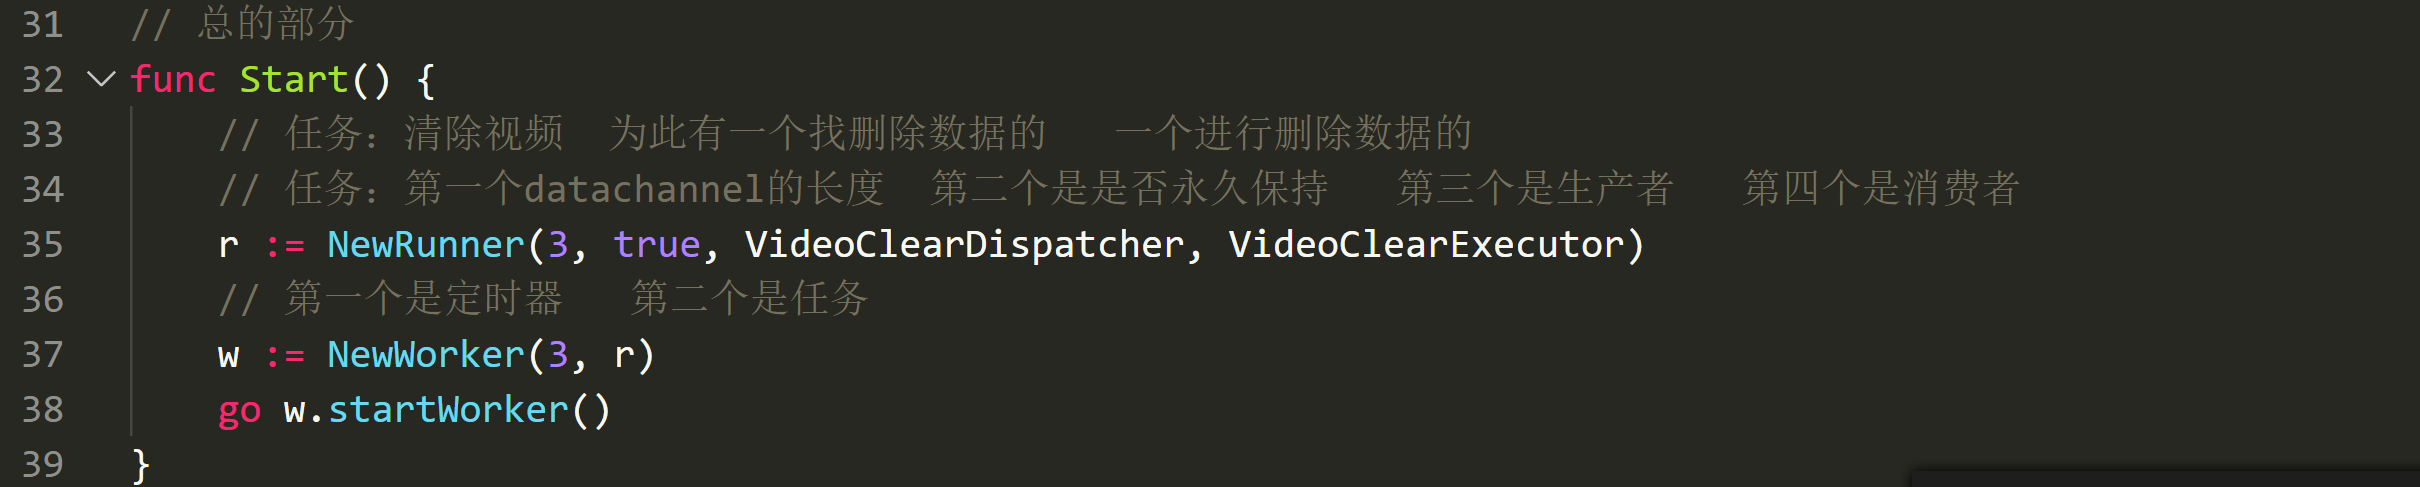 31 // 总的部分
32 func Start() {
33 // 任务：清除视频  为此有一个找删除数据的   一个进行删除数据的
34 // 任务：第一个datachannel的长度  第二个是是否永久保持   第三个是生产者   第四个是消费者
35 r := NewRunner(3, true, VideoClearDispatcher, VideoClearExecutor)
36 // 第一个是定时器   第二个是任务
37 w := NewWorker(3, r)
38 go w.startWorker()
39 }